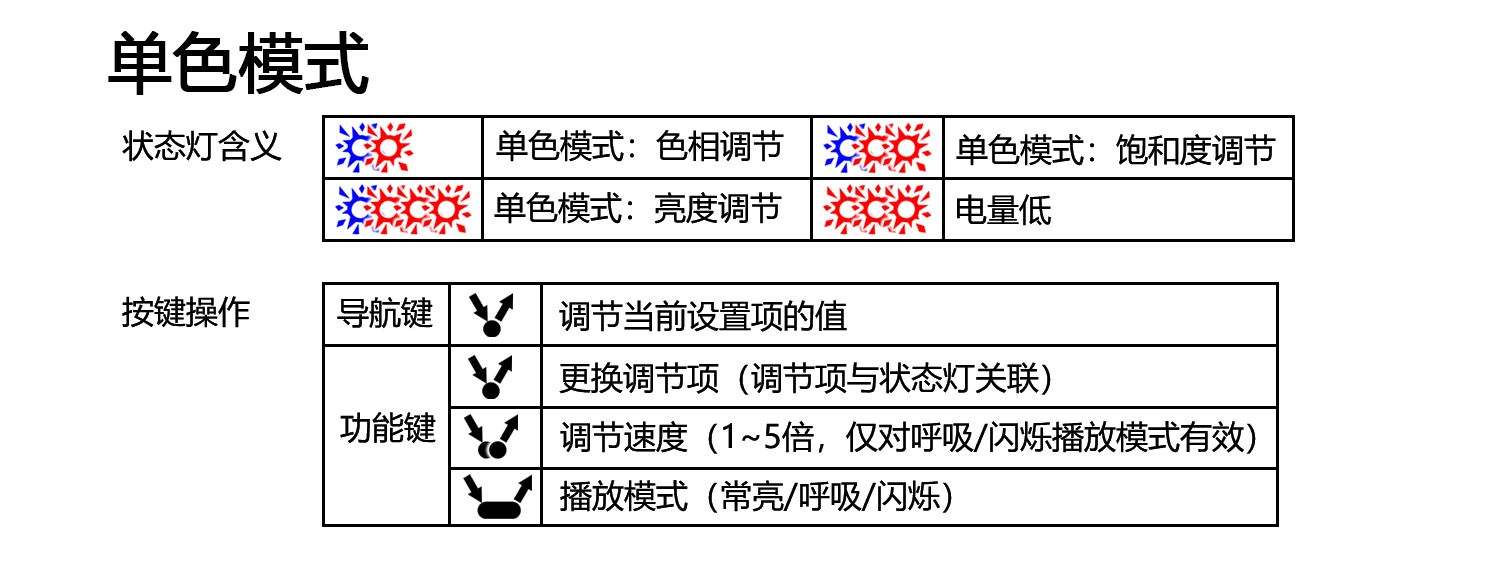 单色模式
状态灯含义
单色模式：色相调节
单色模式：饱和度调节
单色模式：亮度调节
电量低
按键操作
导航键
调节当前设置项的值
功能键
更换调节项（调节项与状态灯关联）
调节速度（1~5倍，仅对呼吸/闪烁播放模式有效）
播放模式（常亮/呼吸/闪烁）